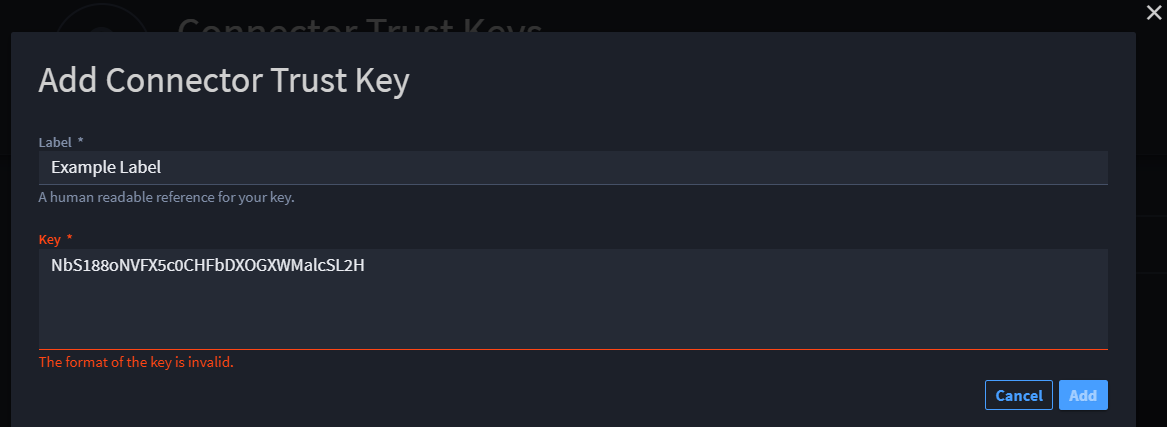 Connector Trust Keys
Add Connector Trust Key
Label *
Example Label
A human readable reference for your key.
Key *
NbS188oNVFX5c0CHFbDXOGXWMalcSL2H
The format of the key is invalid.
Cancel Add